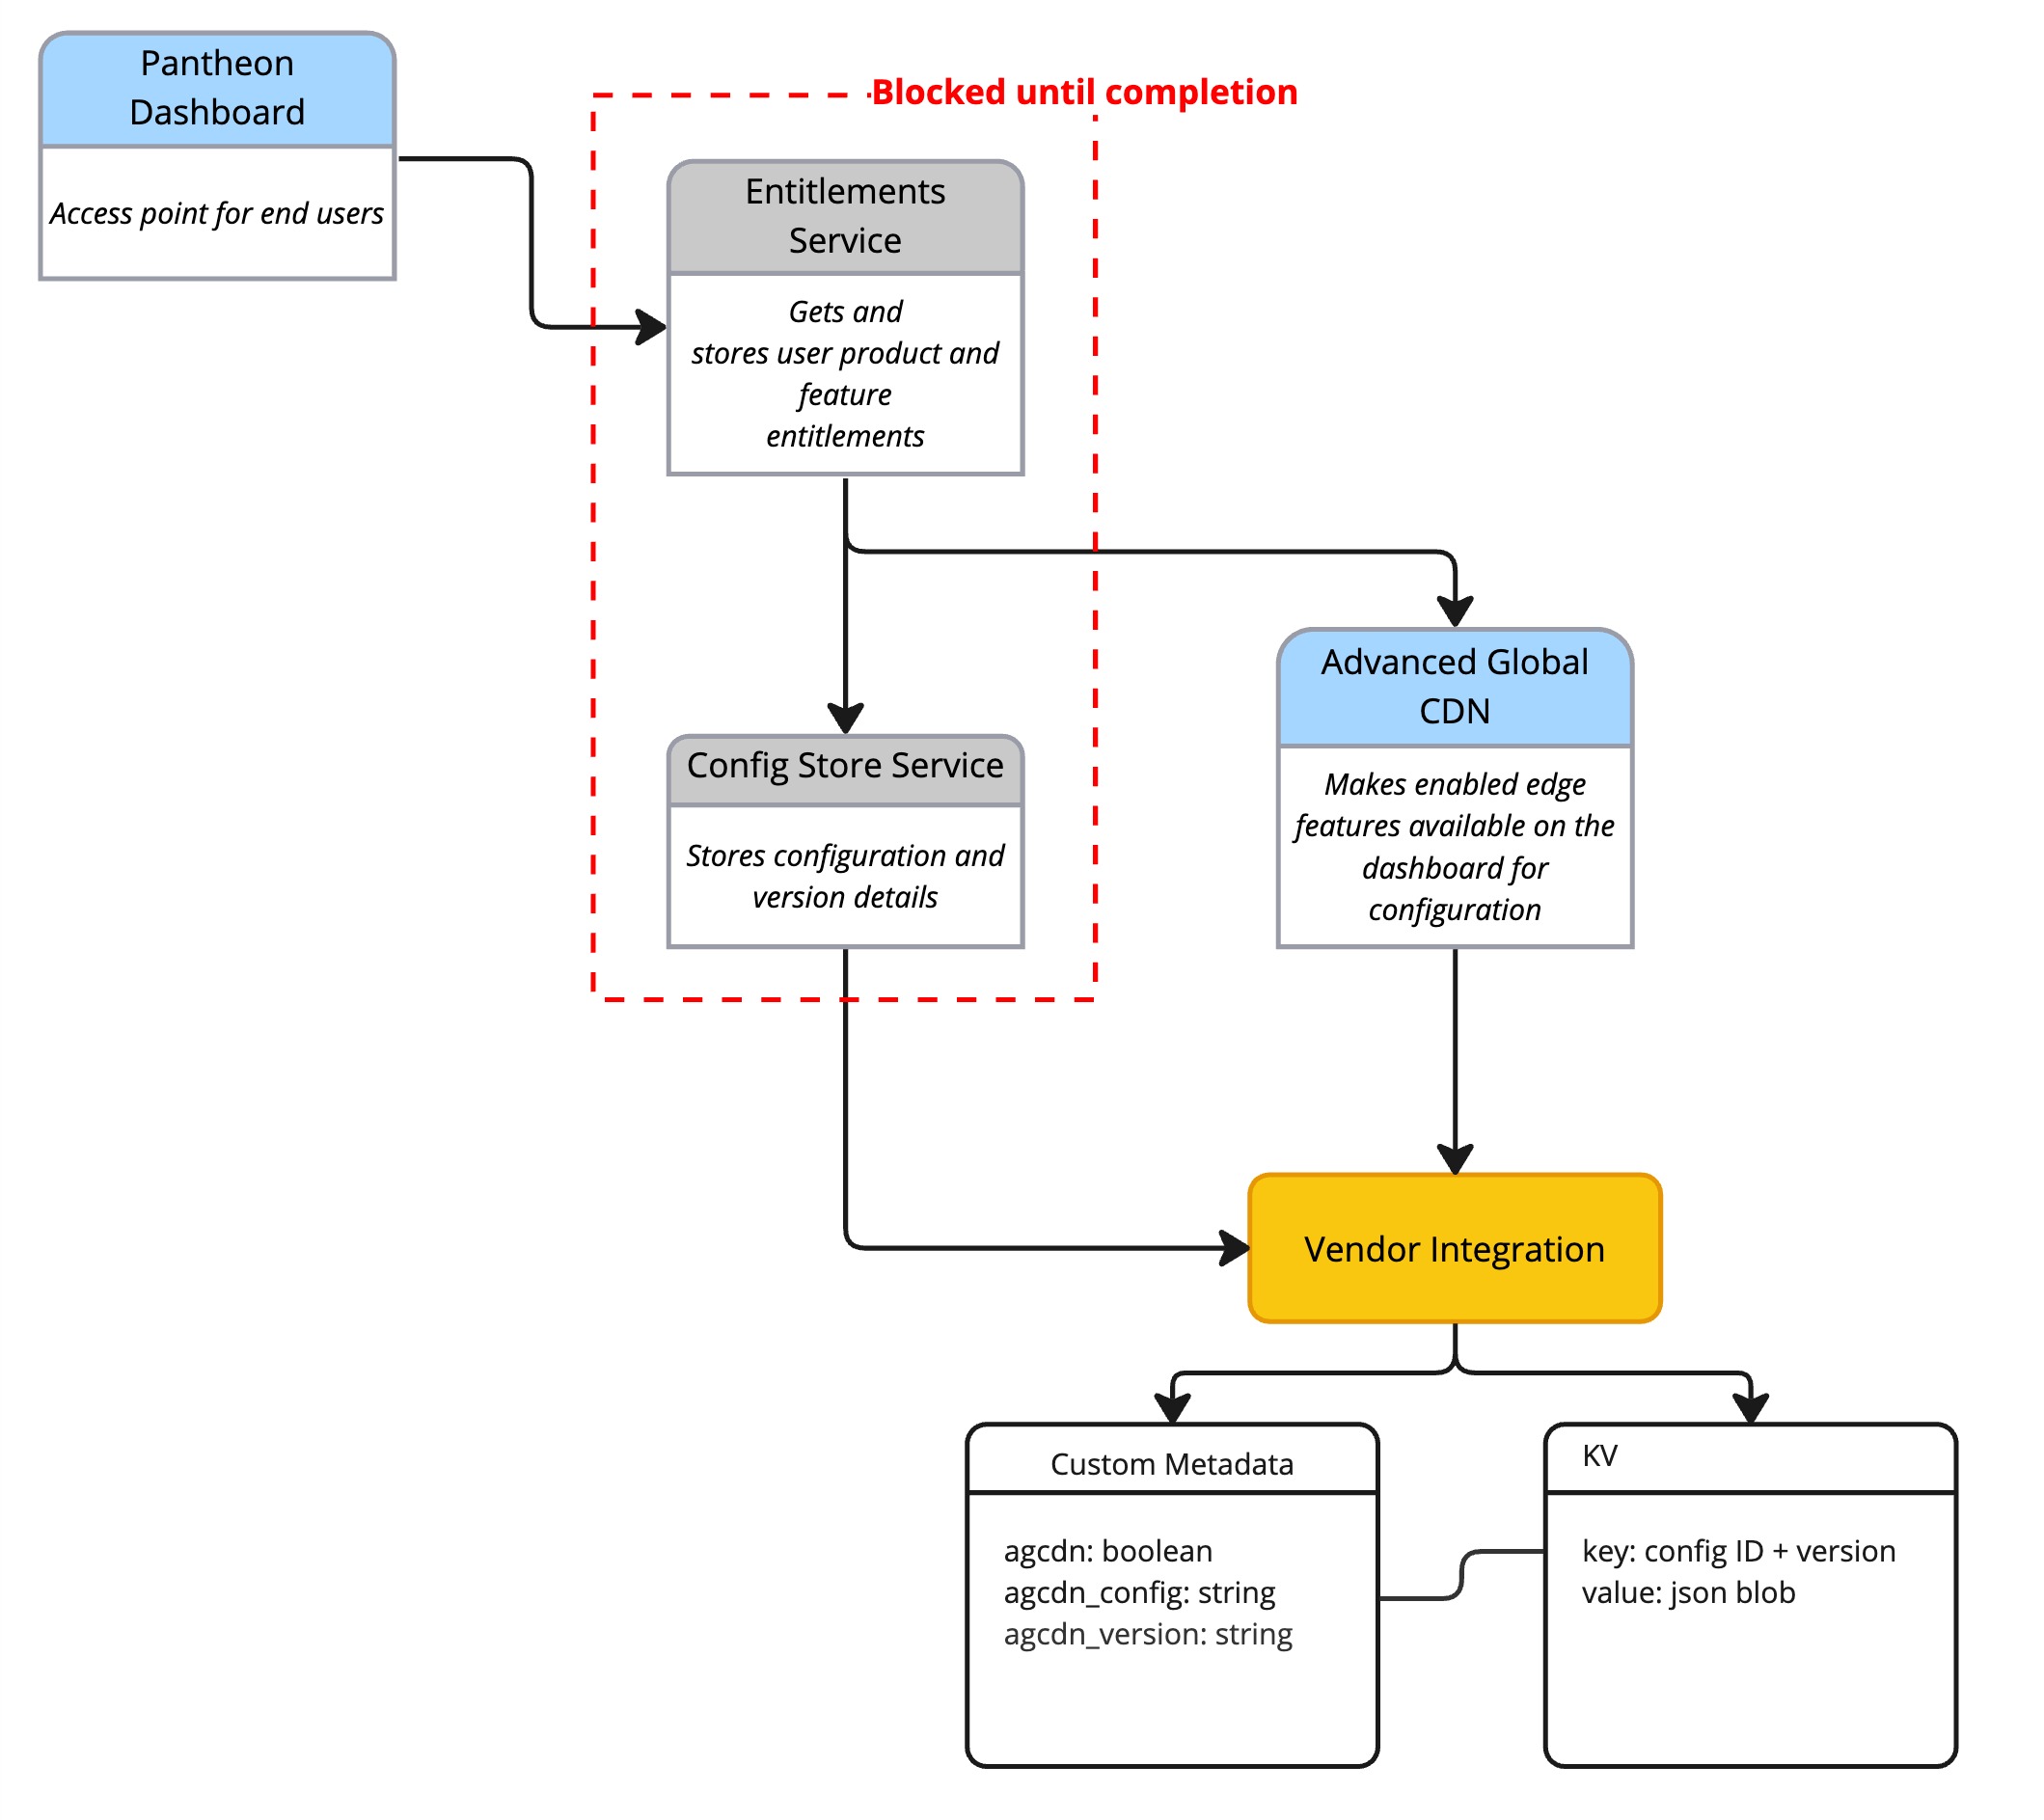 Pantheon
Dashboard
Access point for end users
Blocked until completion
Entitlements
Service
Gets and
stores user product and
feature
entitlements
Config Store Service
Stores configuration and
version details
Advanced Global
CDN
Makes enabled edge
features available on the
dashboard for
configuration
Vendor Integration
Custom Metadata
agcdn: boolean
agcdn_config: string
agcdn_version: string
KV
key: config ID + version
value: json blob